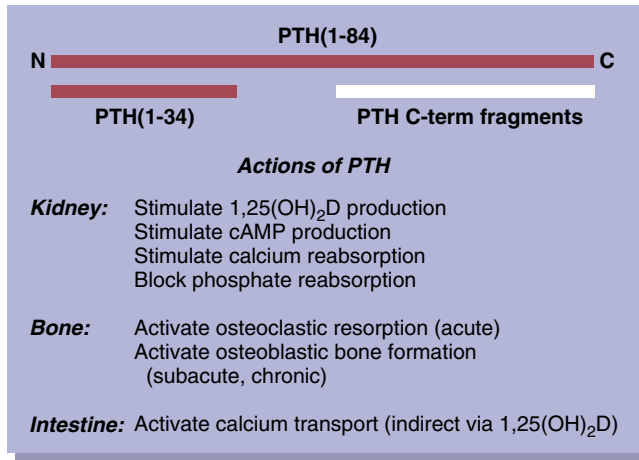 PTH(1-84)
N C
PTH(1-34) PTH C-term fragments
Actions of PTH
Kidney: Stimulate 1,25(OH)₂D production
Stimulate cAMP production
Stimulate calcium reabsorption
Block phosphate reabsorption
Bone: Activate osteoclastic resorption (acute)
Activate osteoblastic bone formation
(subacute, chronic)
Intestine: Activate calcium transport (indirect via 1,25(OH)₂D)